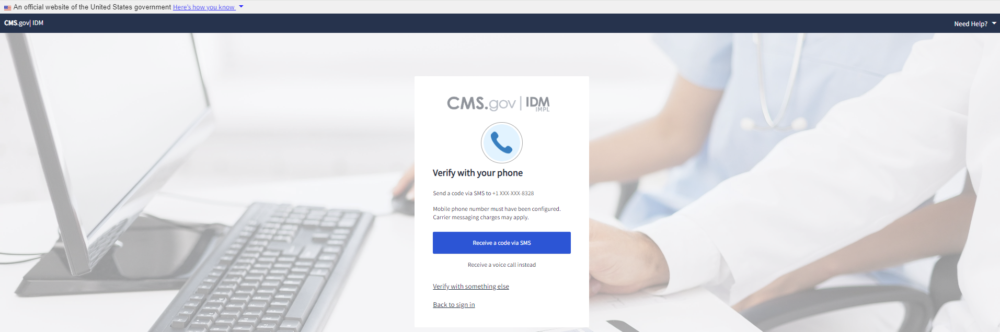 An official website of the United States government Here's how you know
CMS.gov| IDM
Need Help?
CMS.gov | IDM
IMPL
Verify with your phone
Send a code via SMS to +1 XXX-XXX-8328
Mobile phone number must have been configured.
Carrier messaging charges may apply.
Receive a code via SMS
Receive a voice call instead
Verify with something else
Back to sign in